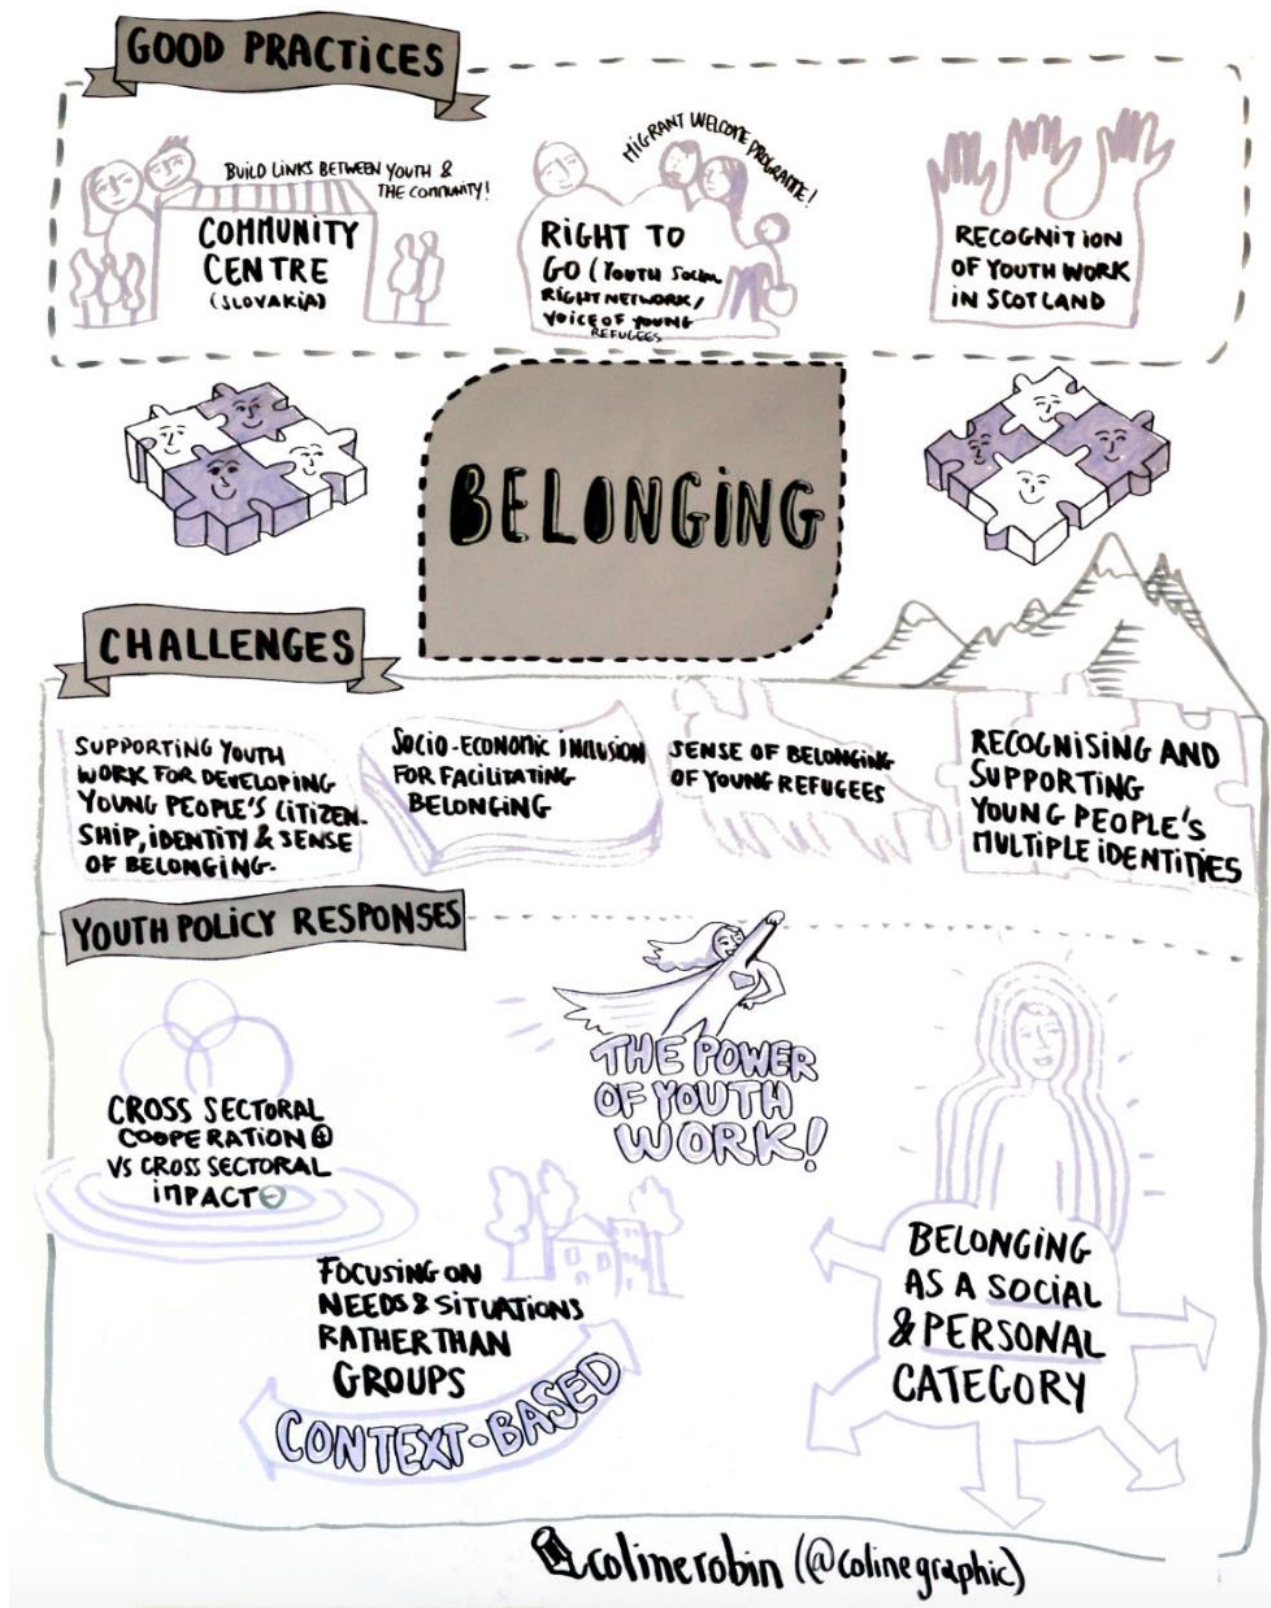 GOOD PRACTICES
BUILD LINKS BETWEEN YOUTH &
THE COMMUNITY!
COMMUNITY
CENTRE
(SLOVAKIA)
MIGRANT WELCOME PROGRAMME!
RIGHT TO
GO (YOUTH SOCIAL
RIGHT NETWORK/
VOICE OF YOUNG
REFUGEES
RECOGNITION
OF YOUTH WORK
IN SCOTLAND
BELONGING
CHALLENGES
SUPPORTING YOUTH
WORK FOR DEVELOPING
YOUNG PEOPLE'S CITIZEN-
SHIP, IDENTITY & SENSE
OF BELONGING.
SOCIO-ECONOMIC INCLUSION
FOR FACILITATING
BELONGING
SENSE OF BELONGING
OF YOUNG REFUGEES
RECOGNISING AND
SUPPORTING
YOUNG PEOPLE'S
MULTIPLE IDENTITIES
YOUTH POLICY RESPONSES
THE POWER
OF YOUTH
WORK!
CROSS SECTORAL
COOPERATION ⊕
VS CROSS SECTORAL
IMPACT ⊖
FOCUSING ON
NEEDS & SITUATIONS
RATHER THAN
GROUPS
CONTEXT-BASED
BELONGING
AS A SOCIAL
& PERSONAL
CATEGORY
colinerobin (@colinegraphic)